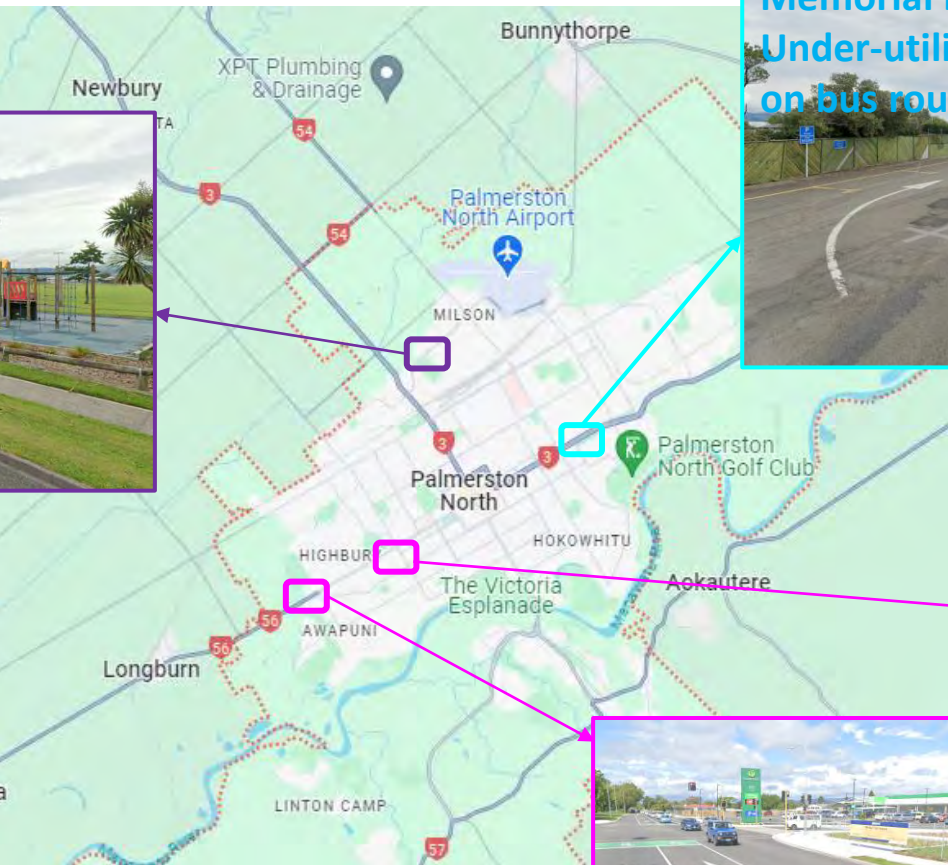 Memorial
Under-utili
on bus rou
Bunnythorpe
XPT Plumbing
& Drainage
Newbury
TA
54
3
54
Palmerston
North Airport
MILSON
3
3
Palmerston
North
Palmerston
North Golf Club
HOKOWHITU
HIGHBURY
The Victoria
Esplanade
Aokautere
56
AWAPUNI
56
Longburn
a
LINTON CAMP
57